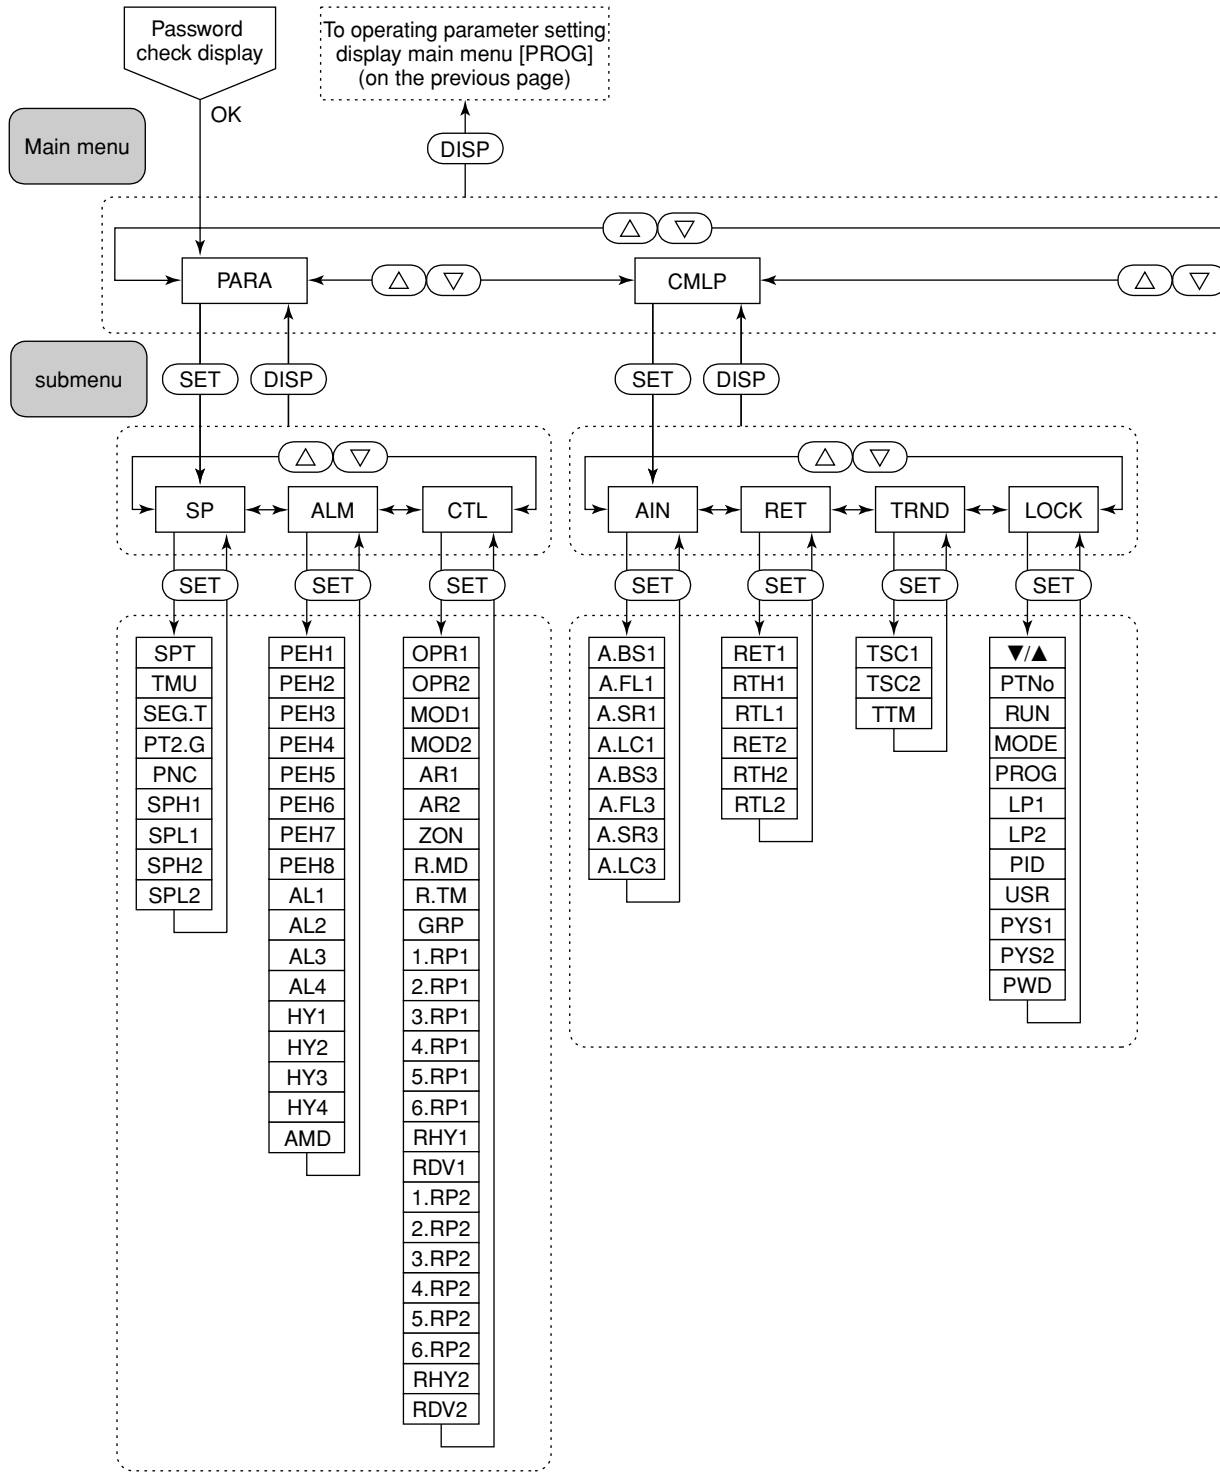 Password
check display
To operating parameter setting
display main menu [PROG]
(on the previous page)
OK
Main menu
DISP
△ ▽
PARA
△ ▽
CMLP
△ ▽
submenu
SET
DISP
SET
DISP
△ ▽
△ ▽
SP
ALM
CTL
AIN
RET
TRND
LOCK
SET
SET
SET
SET
SET
SET
SET
SPT
TMU
SEG.T
PT2.G
PNC
SPH1
SPL1
SPH2
SPL2
PEH1
PEH2
PEH3
PEH4
PEH5
PEH6
PEH7
PEH8
AL1
AL2
AL3
AL4
HY1
HY2
HY3
HY4
AMD
OPR1
OPR2
MOD1
MOD2
AR1
AR2
ZON
R.MD
R.TM
GRP
1.RP1
2.RP1
3.RP1
4.RP1
5.RP1
6.RP1
RHY1
RDV1
1.RP2
2.RP2
3.RP2
4.RP2
5.RP2
6.RP2
RHY2
RDV2
A.BS1
A.FL1
A.SR1
A.LC1
A.BS3
A.FL3
A.SR3
A.LC3
RET1
RTH1
RTL1
RET2
RTH2
RTL2
TSC1
TSC2
TTM
▼/▲
PTNo
RUN
MODE
PROG
LP1
LP2
PID
USR
PYS1
PYS2
PWD